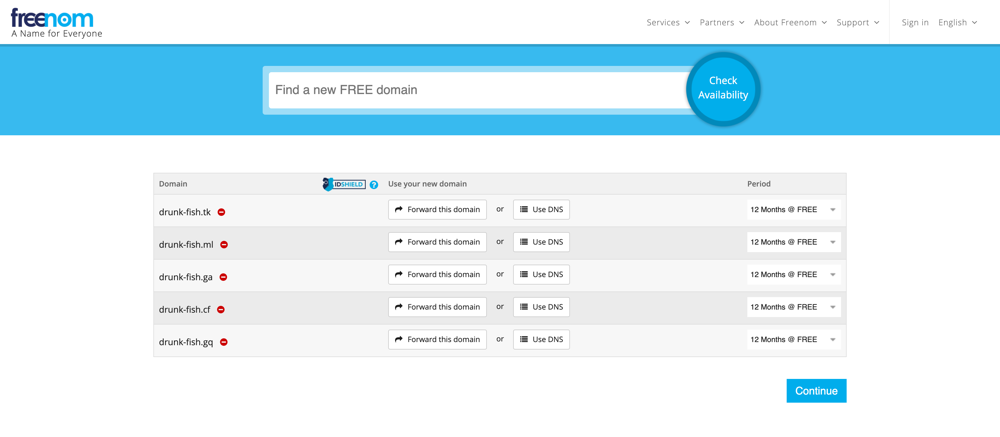 freenom
A Name for Everyone
Services Partners About Freenom Support Sign in English
Find a new FREE domain
Check
Availability
Domain IDSHIELD ? Use your new domain Period
drunk-fish.tk Forward this domain or Use DNS 12 Months @ FREE
drunk-fish.ml Forward this domain or Use DNS 12 Months @ FREE
drunk-fish.ga Forward this domain or Use DNS 12 Months @ FREE
drunk-fish.cf Forward this domain or Use DNS 12 Months @ FREE
drunk-fish.gq Forward this domain or Use DNS 12 Months @ FREE
Continue